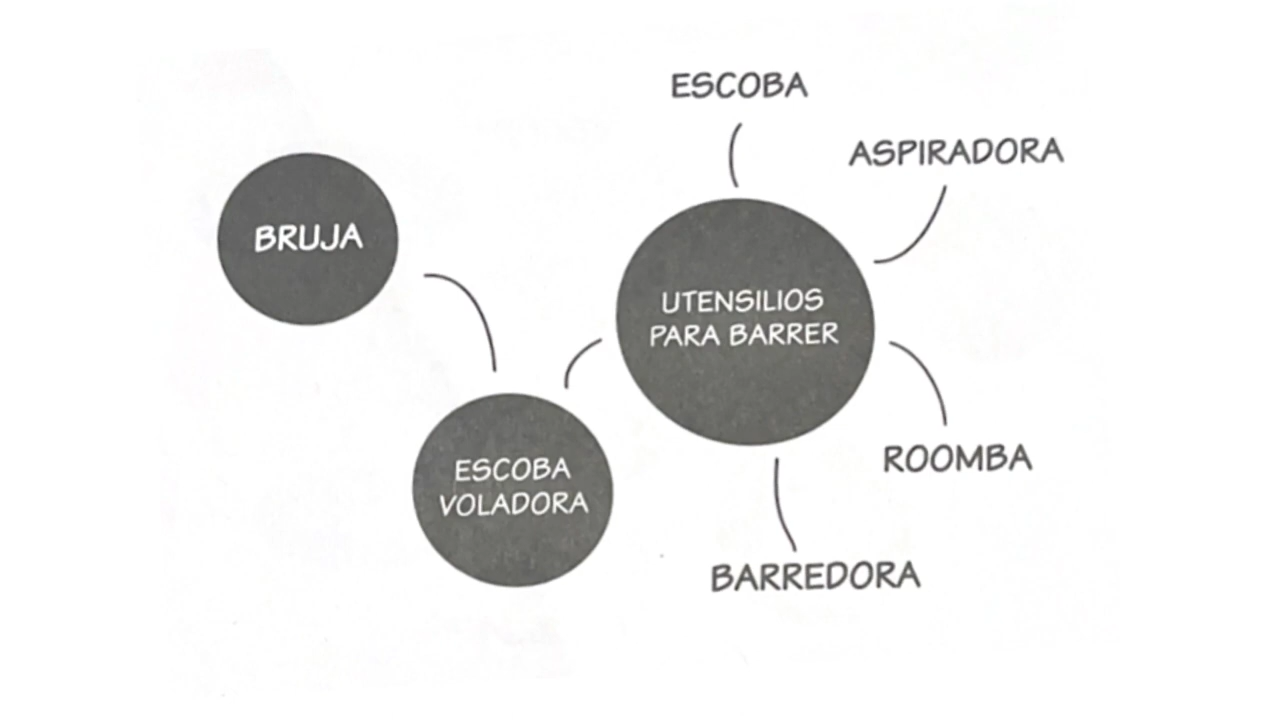 ESCOBA
ASPIRADORA
BRUJA
UTENSILIOS
PARA BARRER
ROOMBA
ESCOBA
VOLADORA
BARREDORA